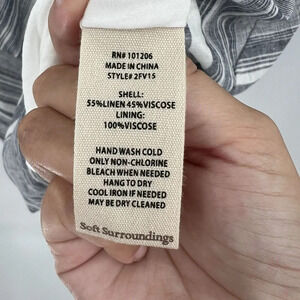 RN# 101206
MADE IN CHINA
STYLE# 2FV15
SHELL:
55%LINEN 45%VISCOSE
LINING:
100%VISCOSE
HAND WASH COLD
ONLY NON-CHLORINE
BLEACH WHEN NEEDED
HANG TO DRY
COOL IRON IF NEEDED
MAY BE DRY CLEANED
Soft Surroundings